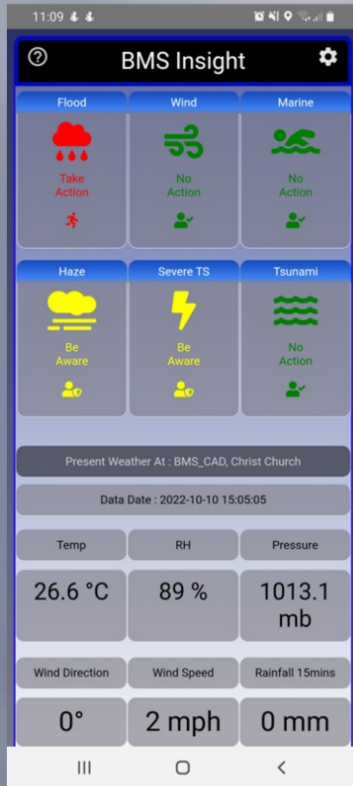 11:09
BMS Insight
Flood Wind Marine
Take No No
Action Action Action
Haze Severe TS Tsunami
Be Be No
Aware Aware Action
Present Weather At : BMS_CAD, Christ Church
Data Date : 2022-10-10 15:05:05
Temp RH Pressure
26.6 °C 89 % 1013.1
mb
Wind Direction Wind Speed Rainfall 15mins
0° 2 mph 0 mm